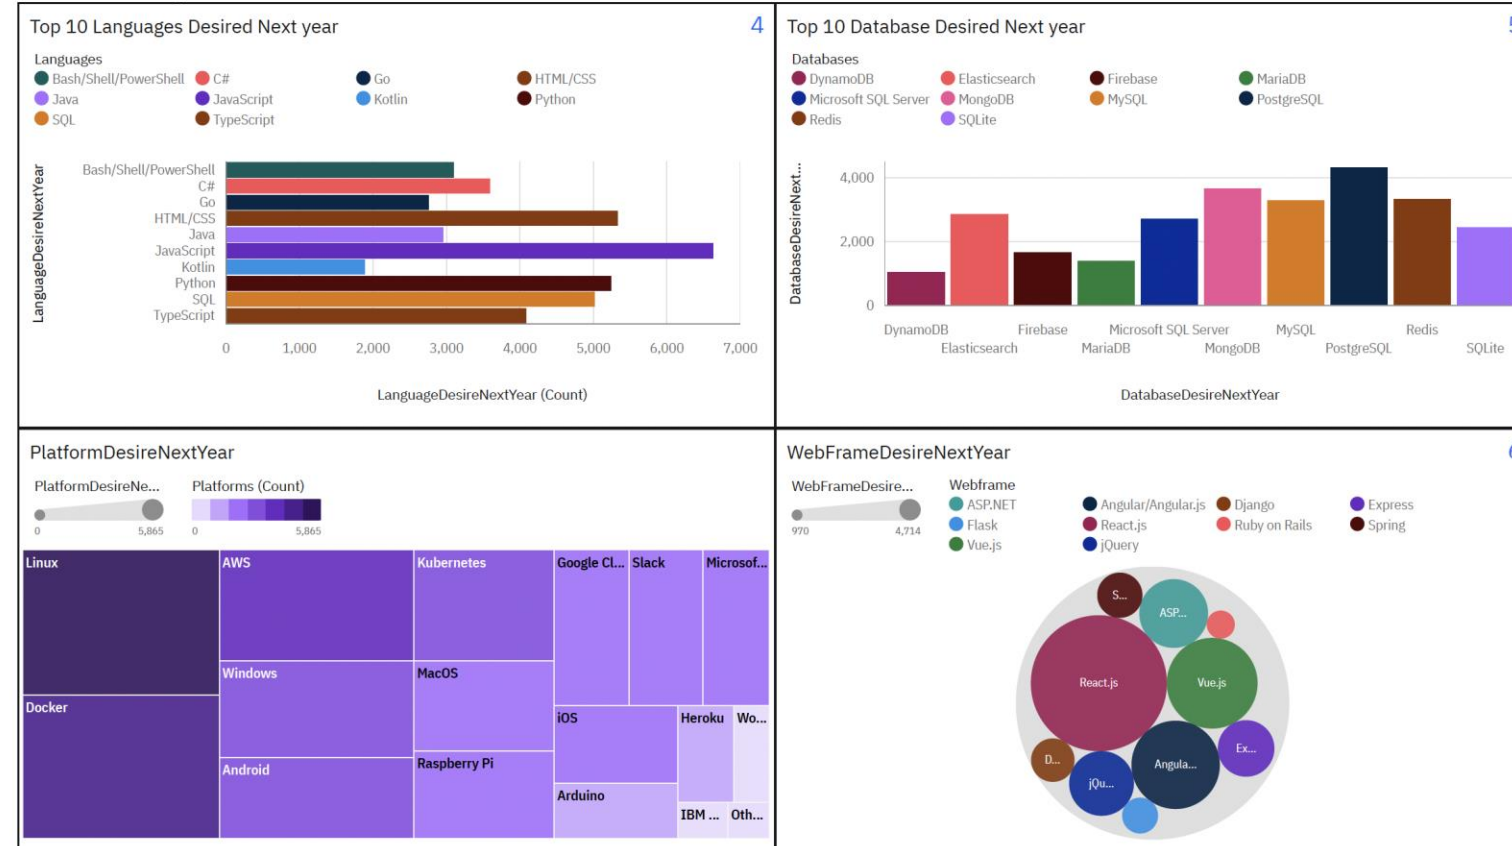 Top 10 Languages Desired Next year
4
Languages
Bash/Shell/PowerShell C# Go HTML/CSS
Java JavaScript Kotlin Python
SQL TypeScript
LanguageDesireNextYear
Bash/Shell/PowerShell
C#
Go
HTML/CSS
Java
JavaScript
Kotlin
Python
SQL
TypeScript
0 1,000 2,000 3,000 4,000 5,000 6,000 7,000
LanguageDesireNextYear (Count)
Top 10 Database Desired Next year
Databases
DynamoDB Elasticsearch Firebase MariaDB
Microsoft SQL Server MongoDB MySQL PostgreSQL
Redis SQLite
DatabaseDesireNext...
4,000
2,000
0
DynamoDB Firebase Microsoft SQL Server MySQL Redis
Elasticsearch MariaDB MongoDB PostgreSQL SQLite
DatabaseDesireNextYear
PlatformDesireNextYear
PlatformDesireNe... Platforms (Count)
0 5,865 0 5,865
Linux AWS Kubernetes Google Cl... Slack Microsof...
Windows MacOS
Docker iOS Heroku Wo...
Android Raspberry Pi
Arduino
IBM ... Oth...
WebFrameDesireNextYear
WebFrameDesire... Webframe
970 4,714
ASP.NET Angular/Angular.js Django Express
Flask React.js Ruby on Rails Spring
Vue.js jQuery
S...
ASP...
React.js Vue.js
Ex...
D... Angula...
jQu...